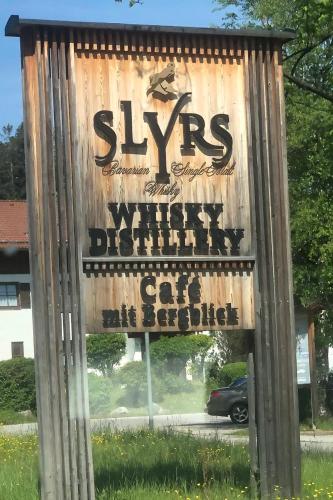 SLYRS
Bavarian Single Malt
Whisky
WHISKY
DISTILLERY
Café
mit Bergblick